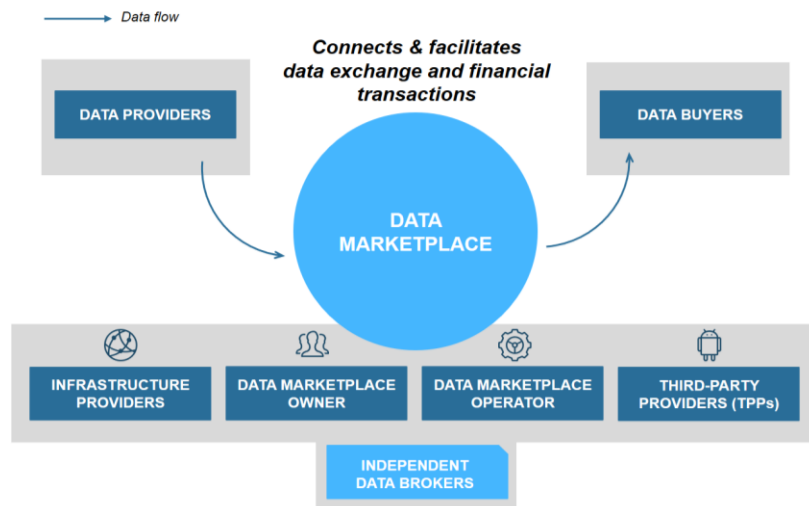 Data flow
Connects & facilitates
data exchange and financial
transactions
DATA PROVIDERS
DATA BUYERS
DATA
MARKETPLACE
INFRASTRUCTURE
PROVIDERS
DATA MARKETPLACE
OWNER
DATA MARKETPLACE
OPERATOR
THIRD-PARTY
PROVIDERS (TPPs)
INDEPENDENT
DATA BROKERS